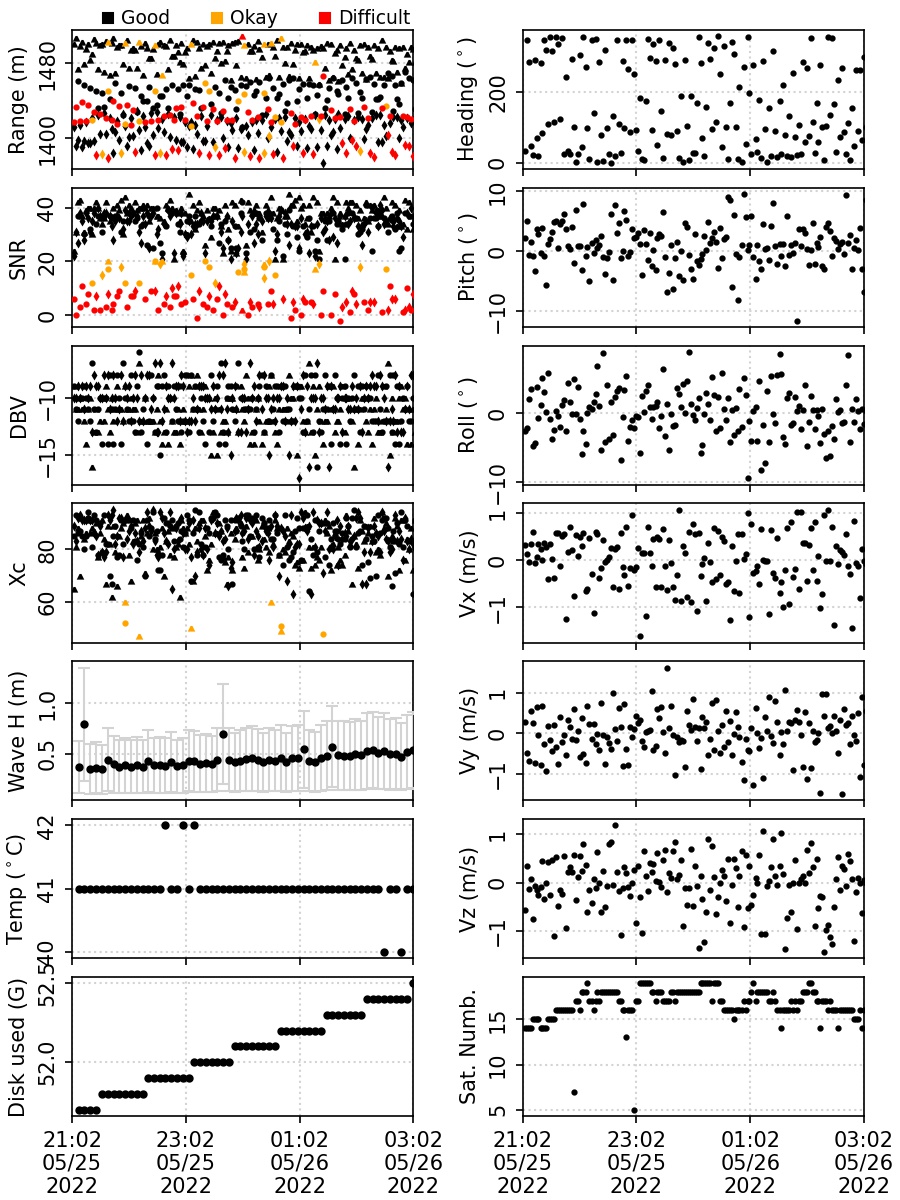 Good Okay Difficult
Range (m)
1480
1400
Heading (°)
200
0
SNR
40
20
0
Pitch (°)
10
0
−10
DBV
−10
−15
Roll (°)
0
−10
Xc
80
60
Vx (m/s)
1
0
−1
Wave H (m)
1.0
0.5
Vy (m/s)
1
0
−1
Temp (°C)
42
41
40
Vz (m/s)
1
0
−1
Disk used (G)
52.5
52.0
Sat. Numb.
15
10
5
21:02 23:02 01:02 03:02
05/25 05/25 05/26 05/26
2022 2022 2022 2022
21:02 23:02 01:02 03:02
05/25 05/25 05/26 05/26
2022 2022 2022 2022